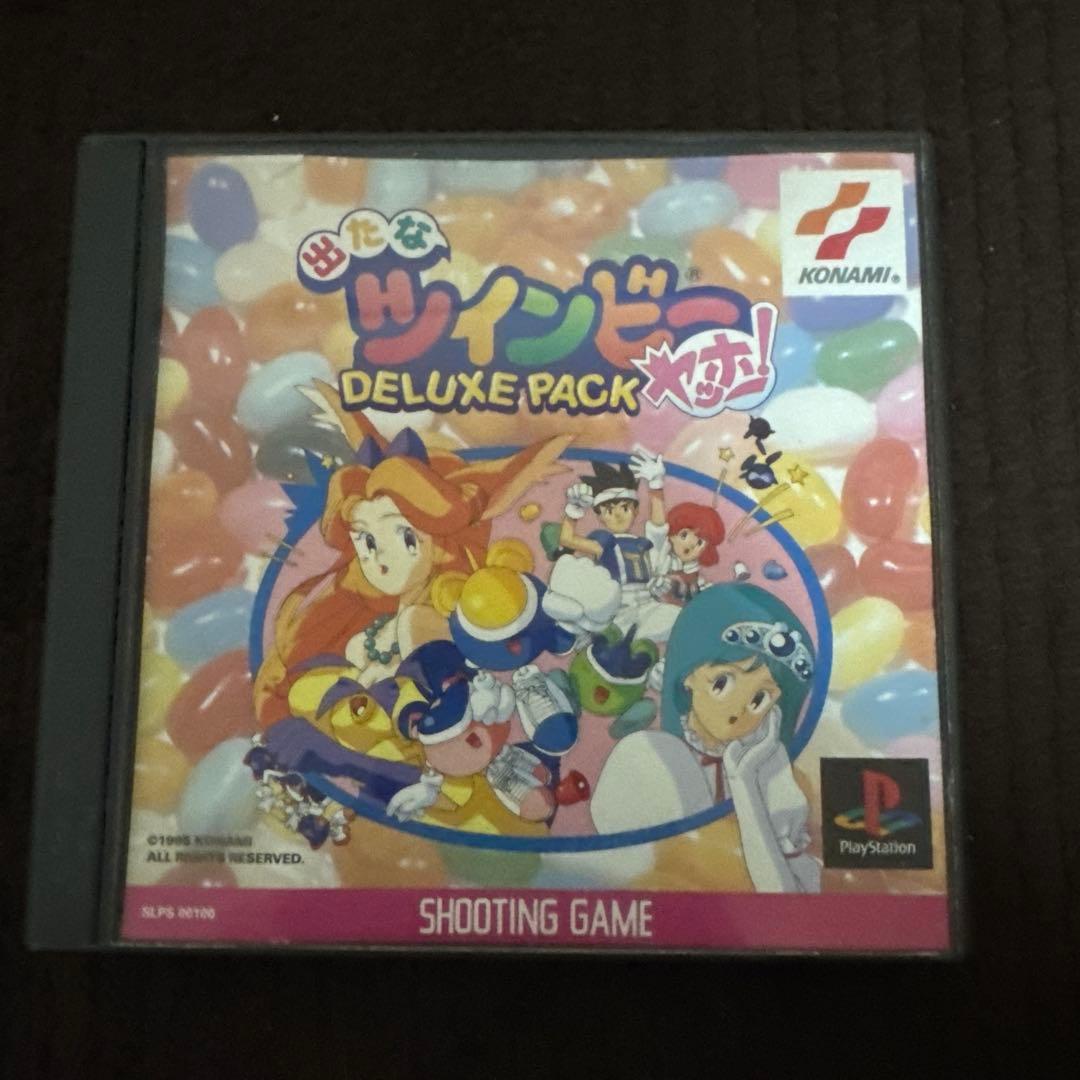 出たな
ツインビー®
ヤッホー!
DELUXE PACK
KONAMI®
PlayStation
©1995 KONAMI
ALL RIGHTS RESERVED.
SLPS 00100
SHOOTING GAME